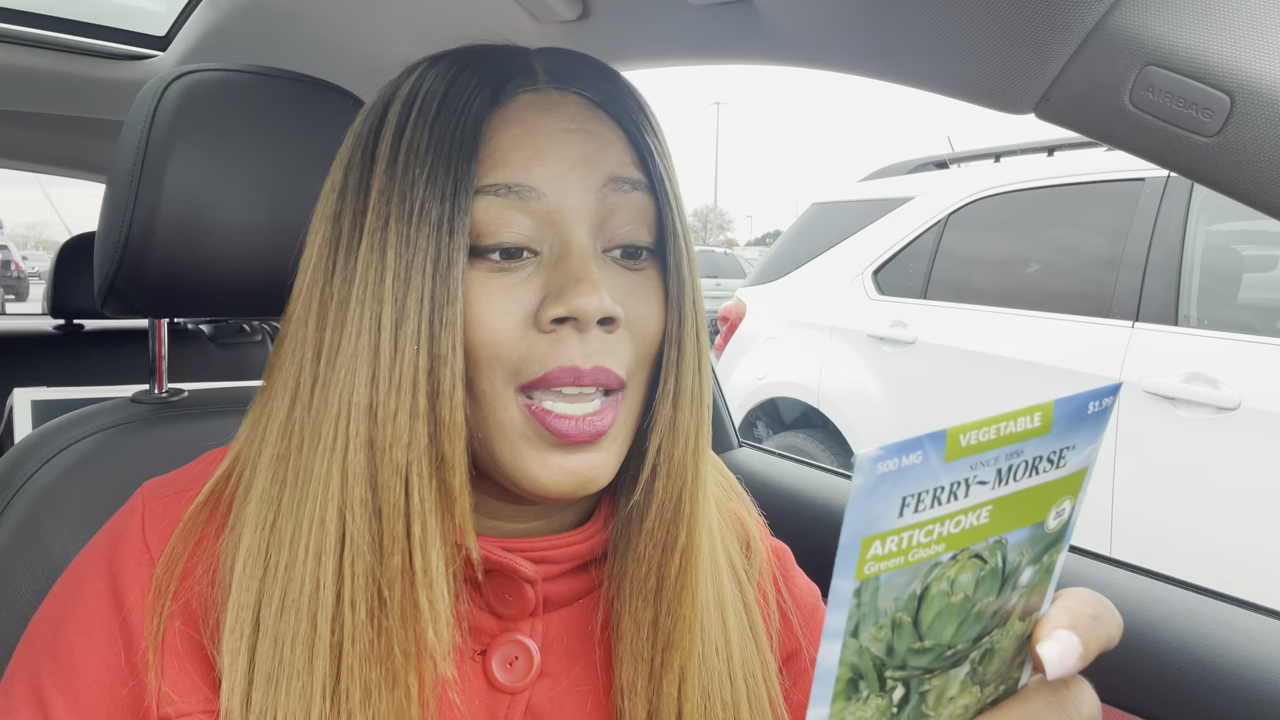 AIRBAG
$1.99
VEGETABLE
500 MG
SINCE 1856
FERRY~MORSE®
ARTICHOKE
Green Globe